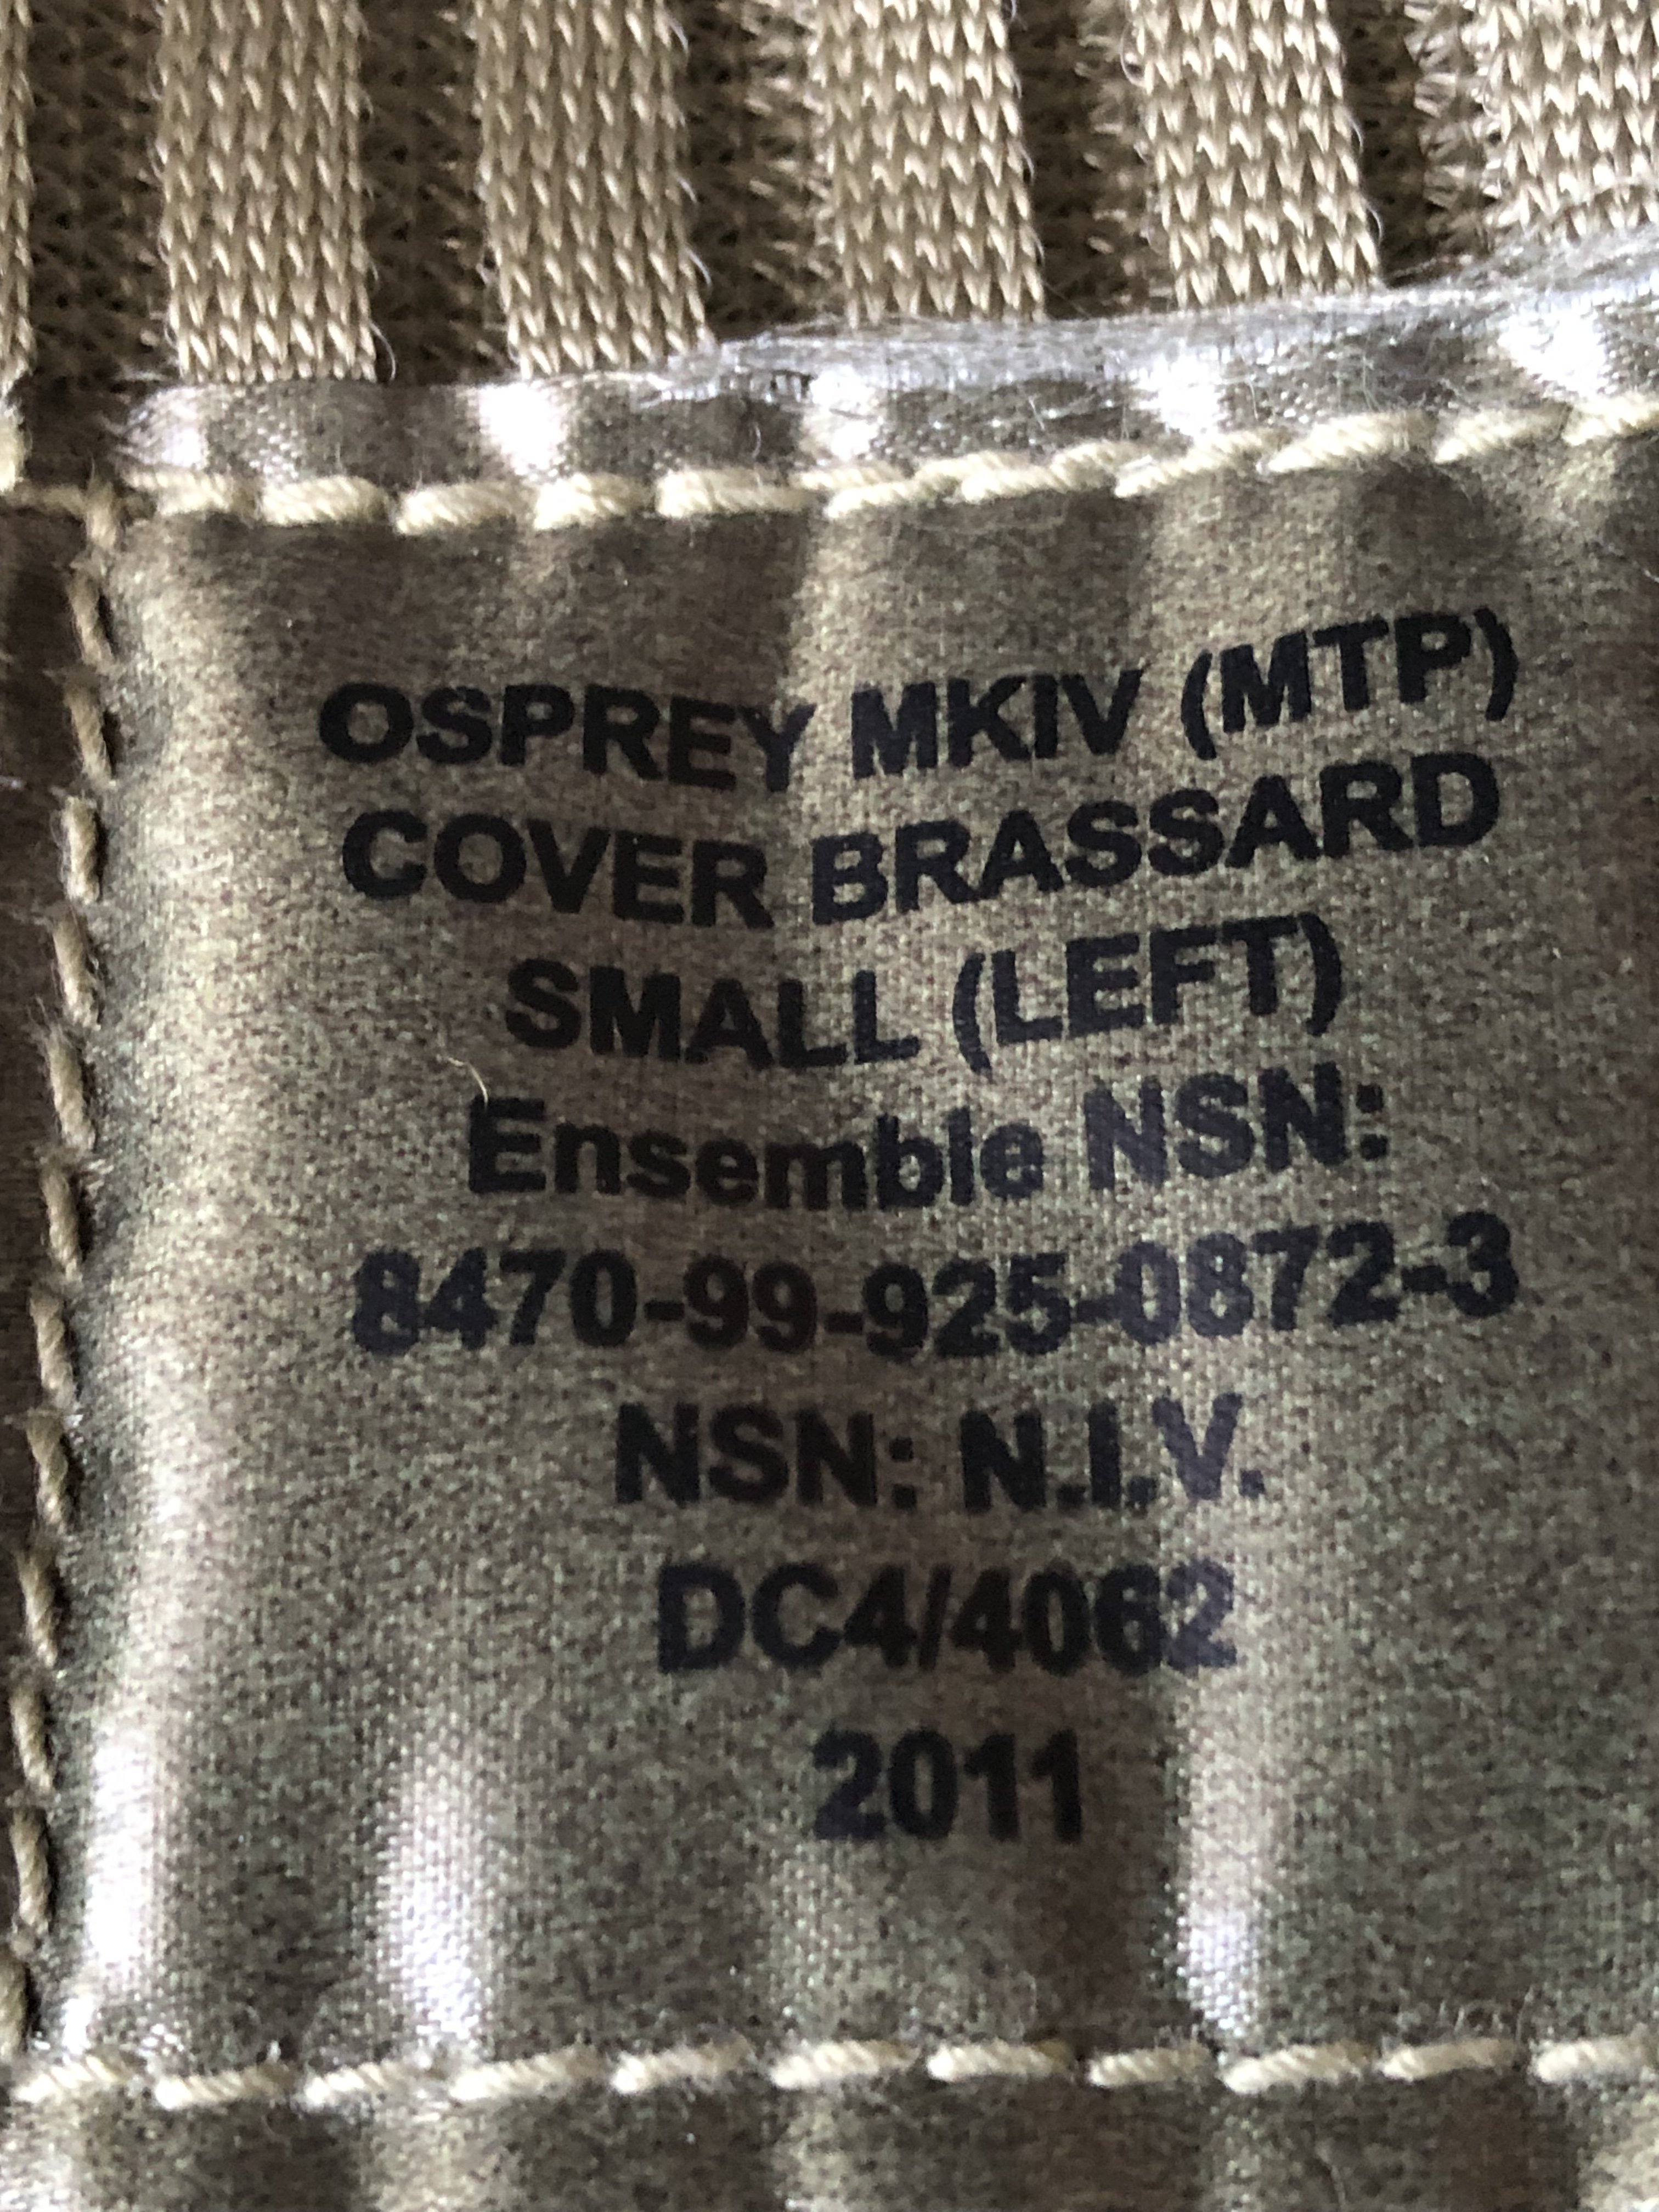 OSPREY MKIV (MTP)
COVER BRASSARD
SMALL (LEFT)
Ensemble NSN:
8470-99-925-0872-3
NSN: N.I.V.
DC4/4062
2011